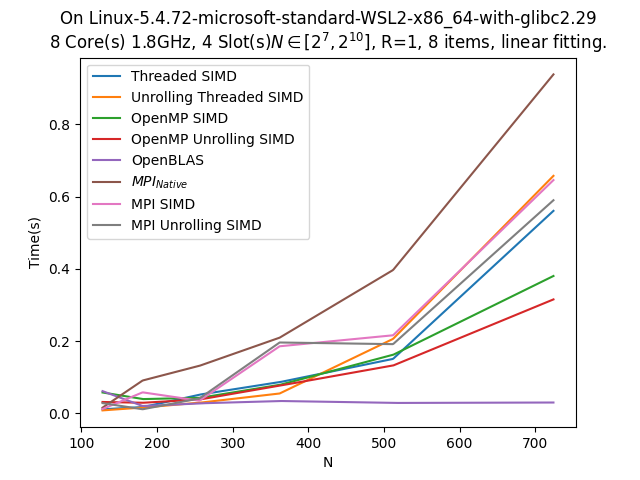 On Linux-5.4.72-microsoft-standard-WSL2-x86_64-with-glibc2.29
8 Core(s) 1.8GHz, 4 Slot(s)N ∈ [2^7, 2^10], R=1, 8 items, linear fitting.
Threaded SIMD
Unrolling Threaded SIMD
OpenMP SIMD
OpenMP Unrolling SIMD
OpenBLAS
MPI_Native
MPI SIMD
MPI Unrolling SIMD
Time(s)
0.8
0.6
0.4
0.2
0.0
100 200 300 400 500 600 700
N